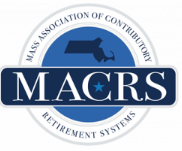 MASS ASSOCIATION OF CONTRIBUTORY
MACRS
RETIREMENT SYSTEMS